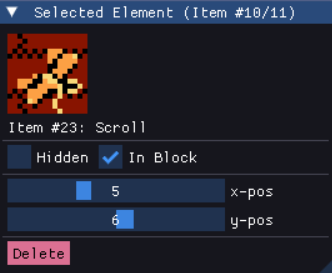 Selected Element (Item #10/11)
Item #23: Scroll
Hidden In Block
5 x-pos
6 y-pos
Delete